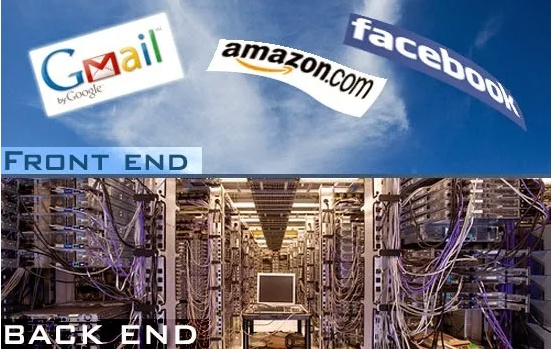 Gmail
by Google
amazon.com
facebook
FRONT END
BACK END